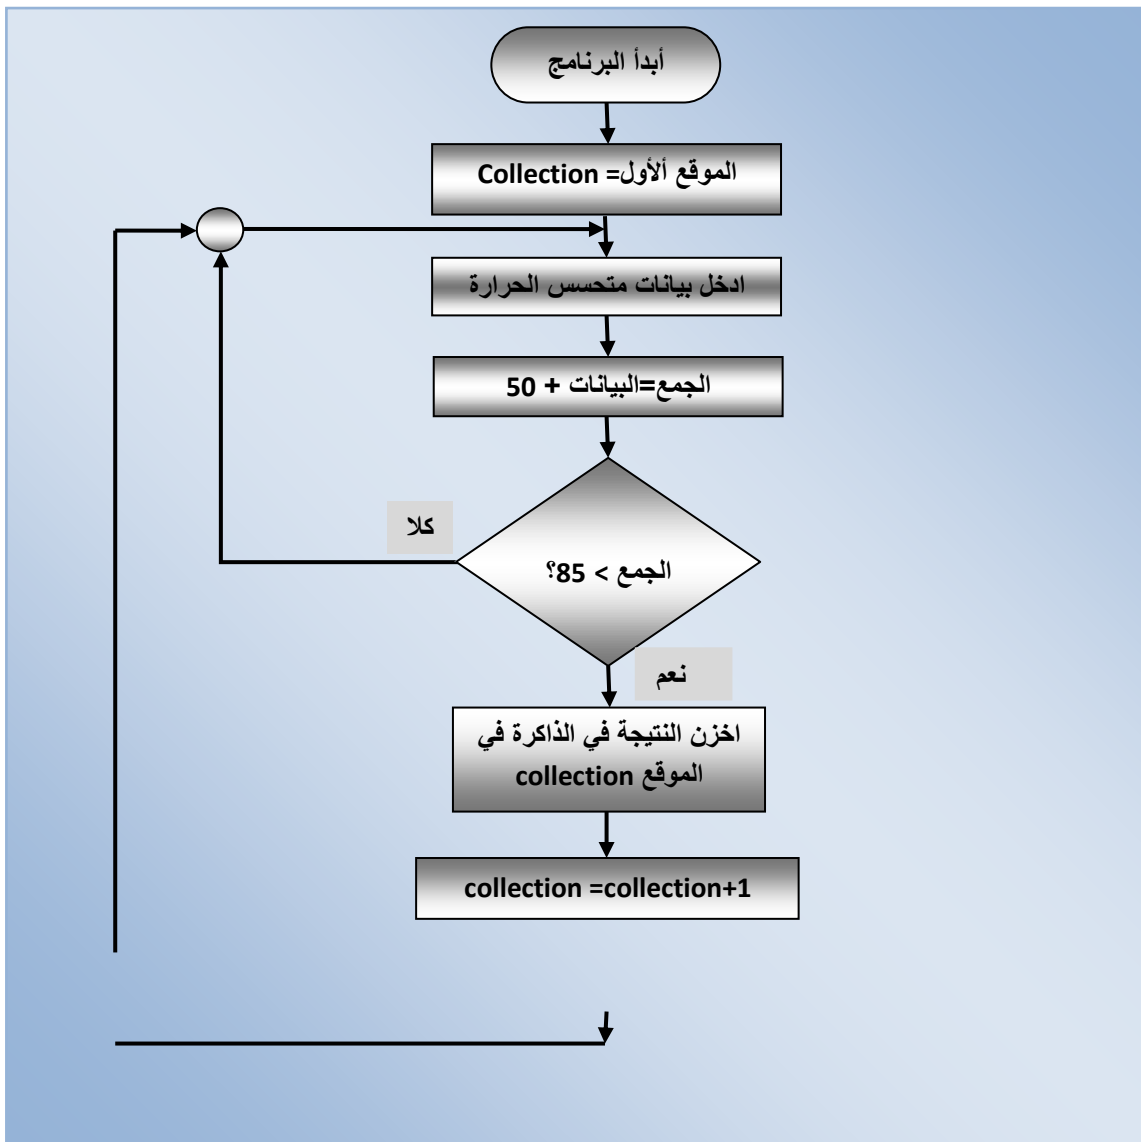 أبدأ البرنامج
الموقع ألأول= Collection
ادخل بيانات متحسس الحرارة
الجمع=البيانات + 50
كلا
الجمع > 85؟
نعم
اخزن النتيجة في الذاكرة في
الموقع collection
collection =collection+1